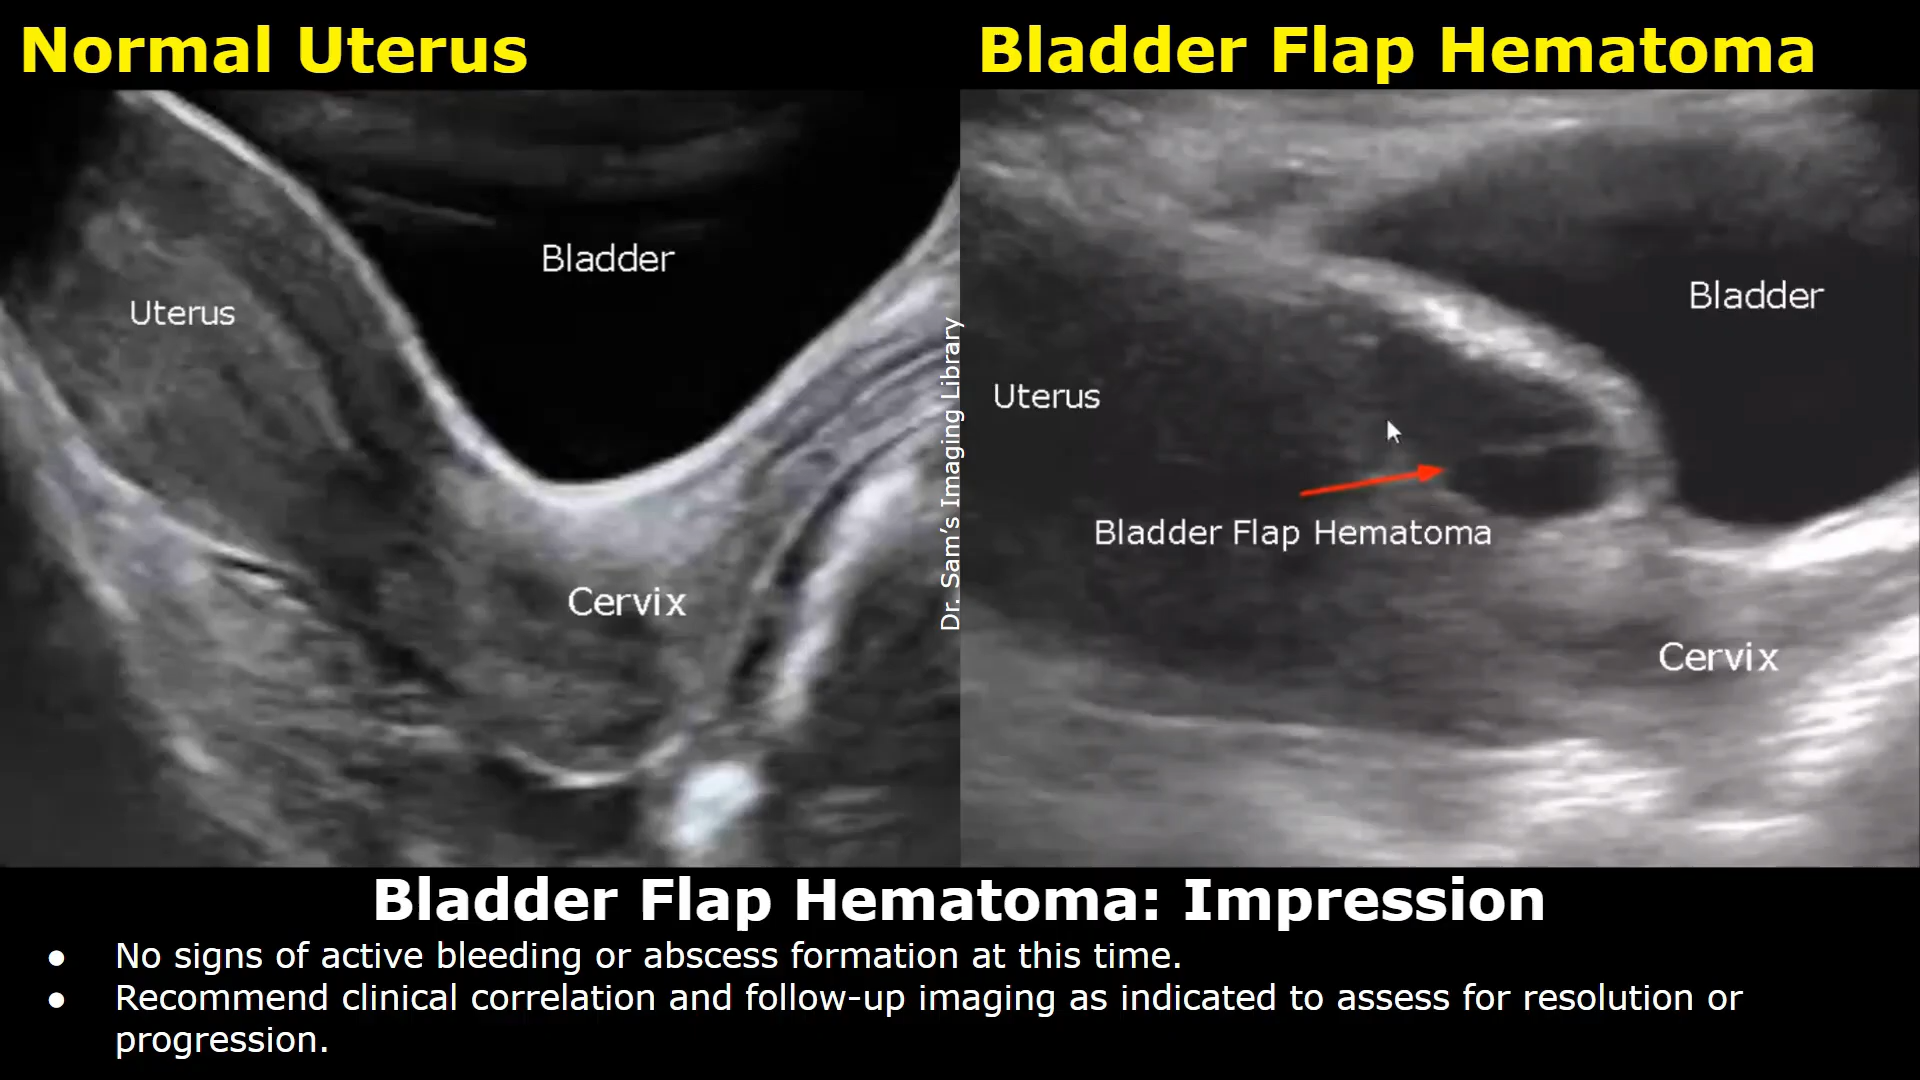 Normal Uterus
Bladder Flap Hematoma
Bladder
Uterus
Cervix
Dr. Sam’s Imaging Library
Bladder
Uterus
Bladder Flap Hematoma
Cervix
Bladder Flap Hematoma: Impression
● No signs of active bleeding or abscess formation at this time.
● Recommend clinical correlation and follow-up imaging as indicated to assess for resolution or
progression.